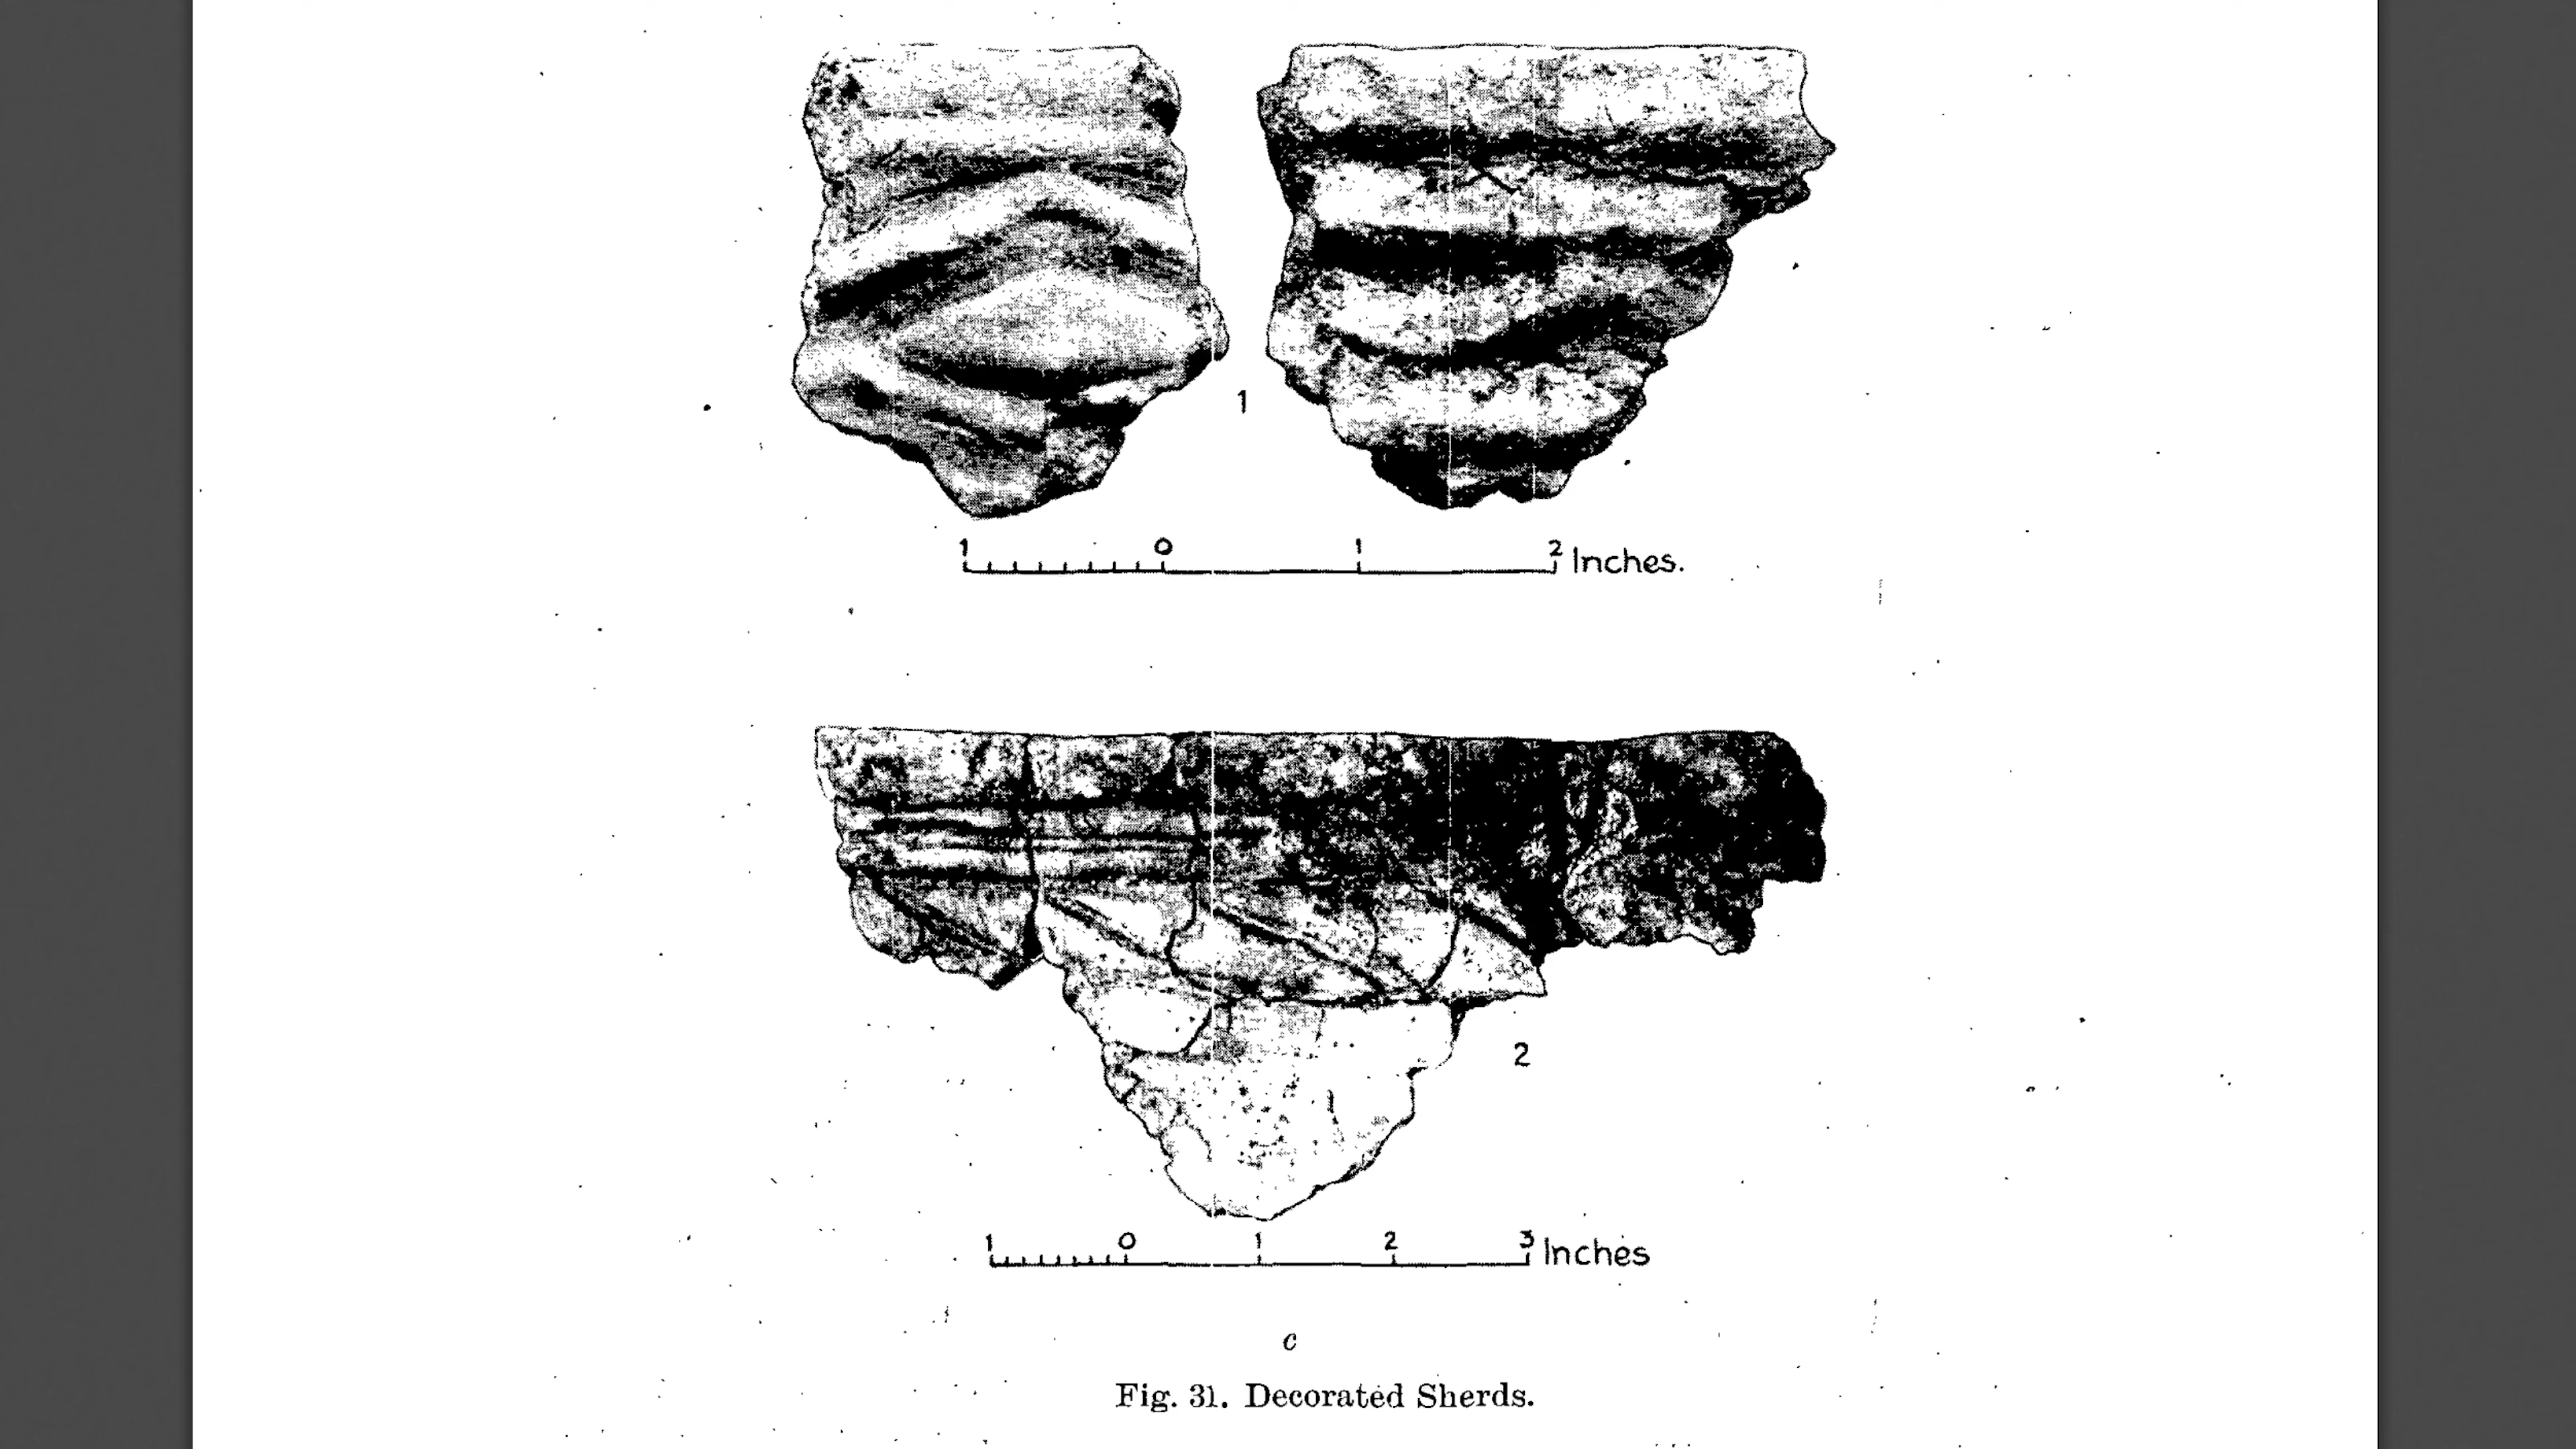 1
1 0 1 2 Inches.
2
1 0 1 2 3 Inches
c
Fig. 31. Decorated Sherds.